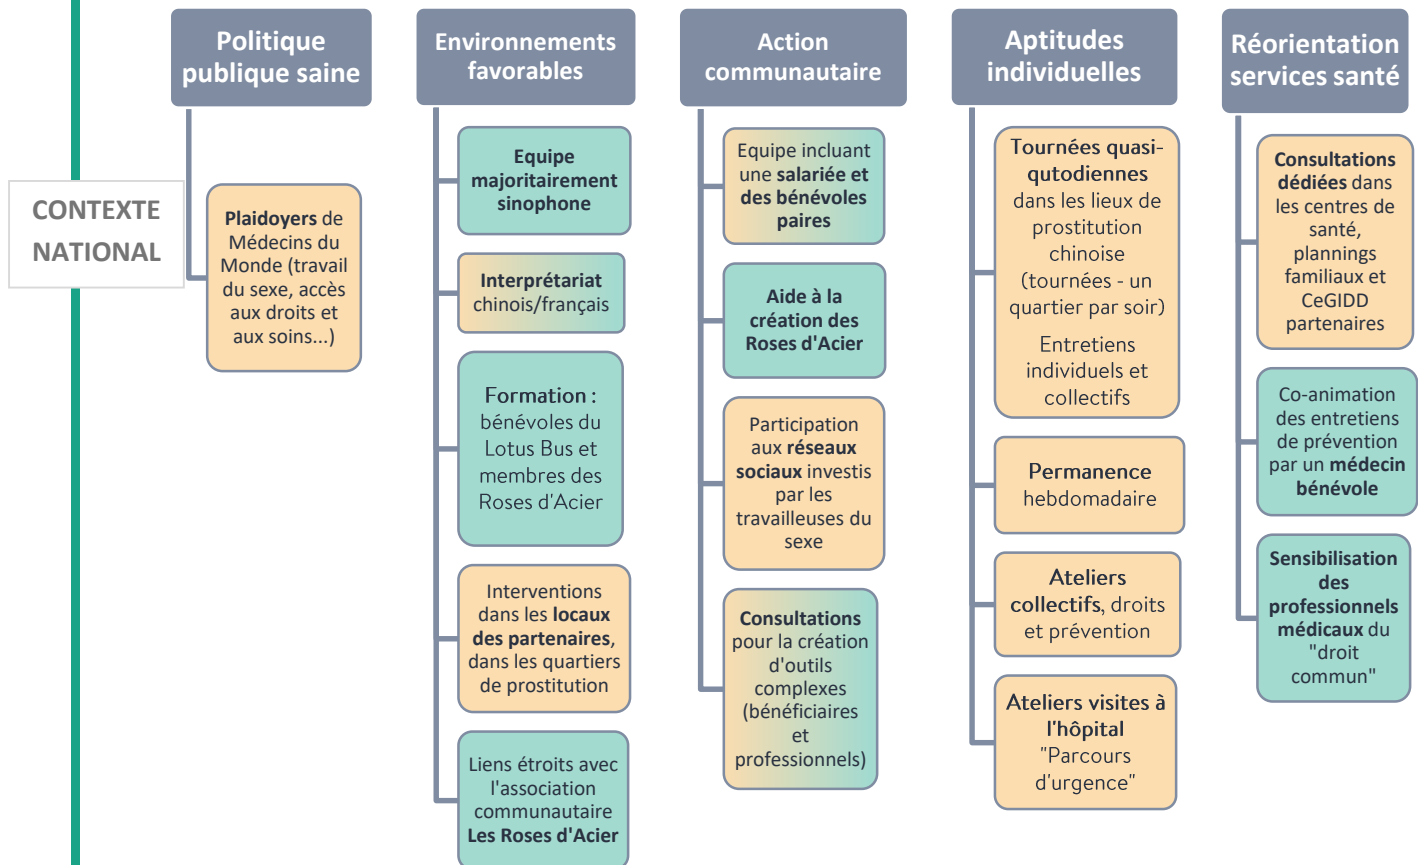 CONTEXTE
NATIONAL
Politique
publique saine
Plaidoyers de
Médecins du
Monde (travail
du sexe, accès
aux droits et
aux soins...)
Environnements
favorables
Equipe
majoritairement
sinophone
Interprétariat
chinois/français
Formation :
bénévoles du
Lotus Bus et
membres des
Roses d'Acier
Interventions
dans les locaux
des partenaires,
dans les quartiers
de prostitution
Liens étroits avec
l'association
communautaire
Les Roses d'Acier
Action
communautaire
Equipe incluant
une salariée et
des bénévoles
paires
Aide à la
création des
Roses d'Acier
Participation
aux réseaux
sociaux investis
par les
travailleuses du
sexe
Consultations
pour la création
d'outils
complexes
(bénéficiaires
et
professionnels)
Aptitudes
individuelles
Tournées quasi-
qutodiennes
dans les lieux de
prostitution
chinoise
(tournées - un
quartier par soir)
Entretiens
individuels et
collectifs
Permanence
hebdomadaire
Ateliers
collectifs, droits
et prévention
Ateliers visites à
l'hôpital
"Parcours
d'urgence"
Réorientation
services santé
Consultations
dédiées dans
les centres de
santé,
plannings
familiaux et
CeGIDD
partenaires
Co-animation
des entretiens
de prévention
par un médecin
bénévole
Sensibilisation
des
professionnels
médicaux du
"droit
commun"